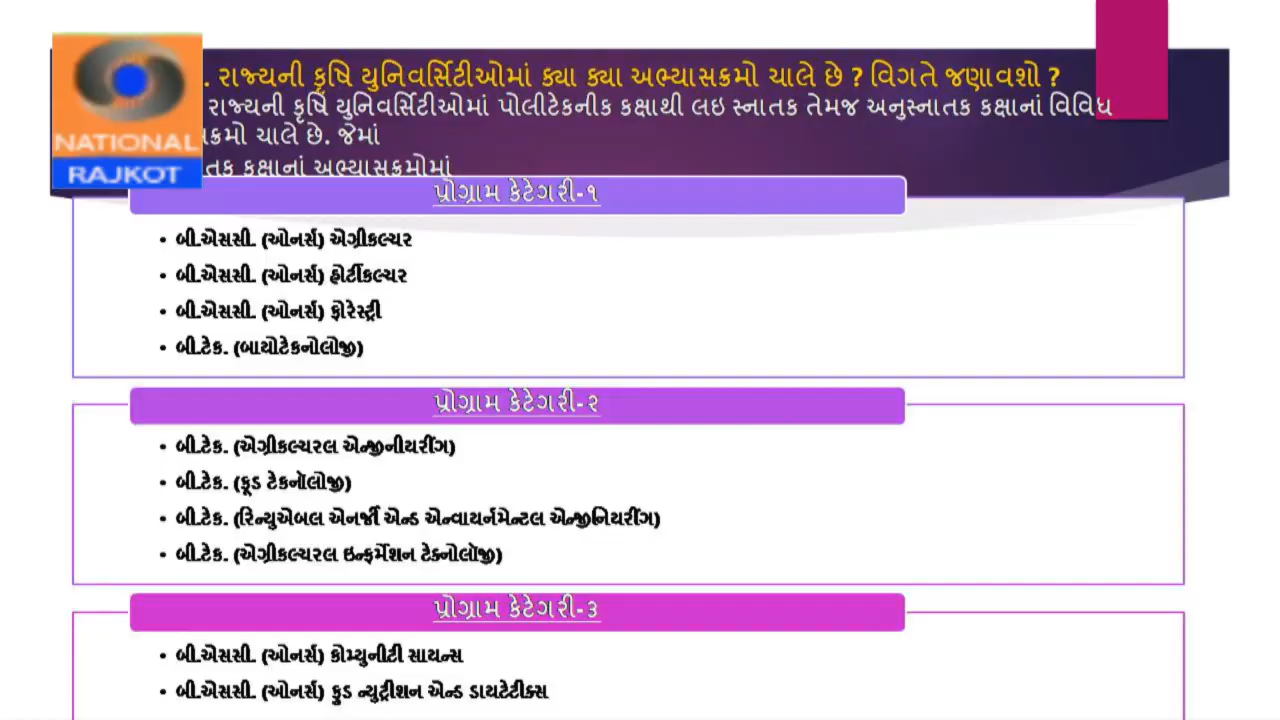 . રાજ્યની કૃષિ યુનિવર્સિટીઓમાં ક્યા ક્યા અભ્યાસક્રમો ચાલે છે ? વિગતે જણાવશો ?
રાજ્યની કૃષિ યુનિવર્સિટીઓમાં પોલીટેકનીક કક્ષાથી લઇ સ્નાતક તેમજ અનુસ્નાતક કક્ષાનાં વિવિધ
ચાલે છે. જેમાં
કક્ષાનાં અભ્યાસક્રમોમાં
NATIONAL
RAJKOT
પ્રોગ્રામ કેટેગરી-૧
• બી.એસસી. (ઓનર્સ) એગ્રીકલ્ચર
• બી.એસસી. (ઓનર્સ) હોર્ટીકલ્ચર
• બી.એસસી. (ઓનર્સ) ફોરેસ્ટ્રી
• બી.ટેક. (બાયોટેકનોલોજી)
પ્રોગ્રામ કેટેગરી-૨
• બી.ટેક. (એગ્રીકલ્ચરલ એન્જીનીયરીંગ)
• બી.ટેક. (ફૂડ ટેકનૉલોજી)
• બી.ટેક. (રિન્યુએબલ એનર્જી એન્ડ એન્વાયર્નમેન્ટલ એન્જીનિયરીંગ)
• બી.ટેક. (એગ્રીકલ્ચરલ ઇન્ફર્મેશન ટેક્નોલૉજી)
પ્રોગ્રામ કેટેગરી-૩
• બી.એસસી. (ઓનર્સ) કોમ્યુનીટી સાયન્સ
• બી.એસસી. (ઓનર્સ) ફુડ ન્યુટ્રીશન એન્ડ ડાયટેટીક્સ